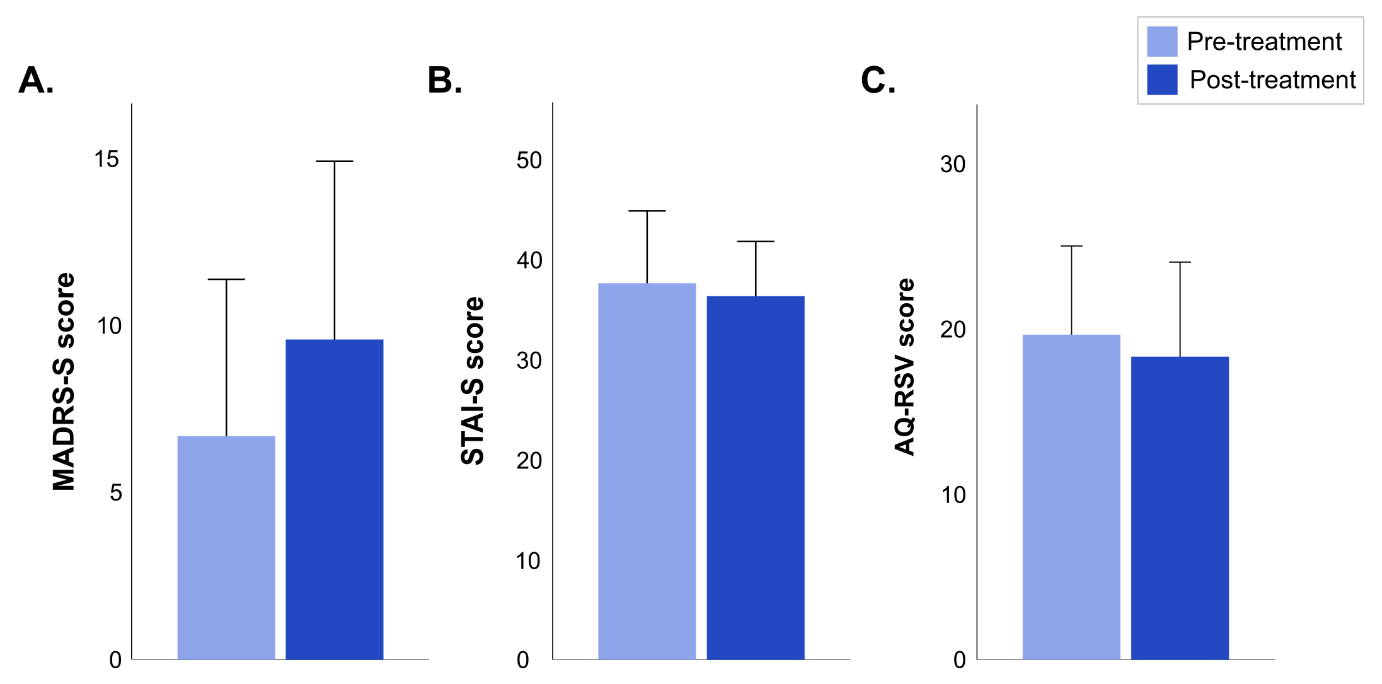 Pre-treatment
Post-treatment
A.
MADRS-S score
15
10
5
0
B.
STAI-S score
50
40
30
20
10
0
C.
AQ-RSV score
30
20
10
0